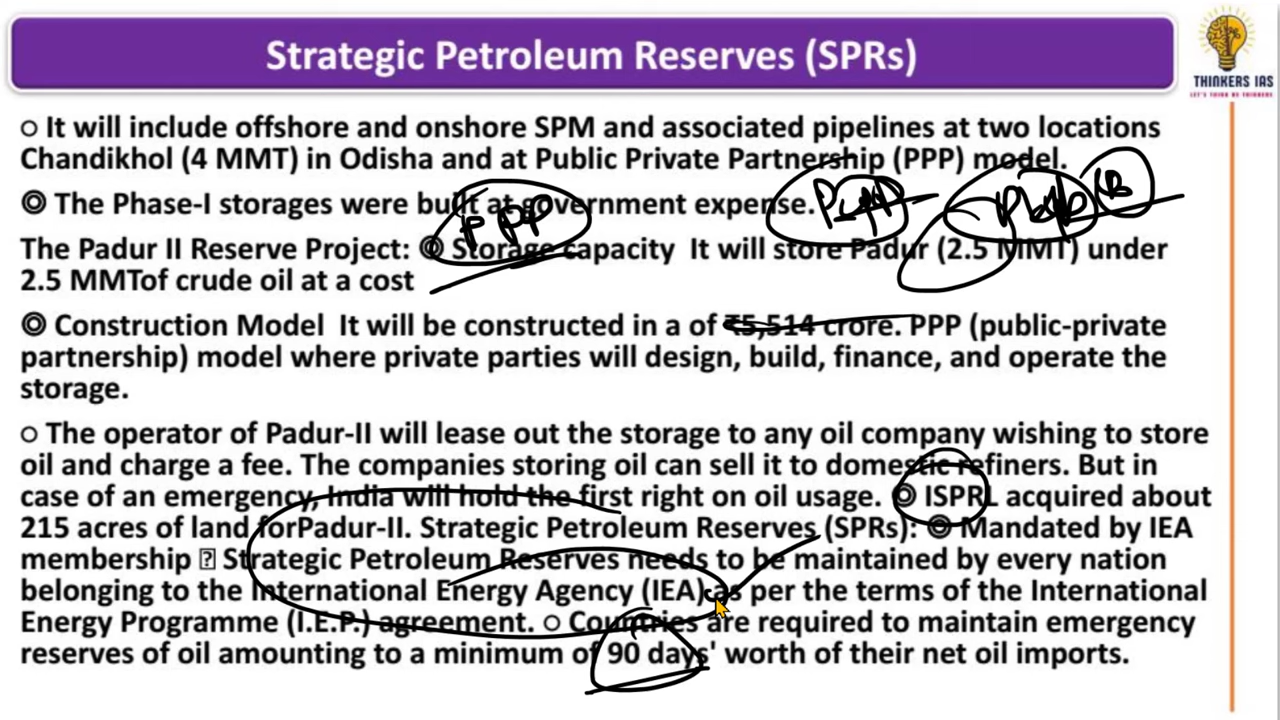 Strategic Petroleum Reserves (SPRs)
THINKERS IAS
LET'S THINK BE THINKERS
○ It will include offshore and onshore SPM and associated pipelines at two locations
Chandikhol (4 MMT) in Odisha and at Public Private Partnership (PPP) model.
◎ The Phase-I storages were built at government expense.
PPP
The Padur II Reserve Project: ◎ Storage capacity It will store Padur (2.5 MMT) under
2.5 MMTof crude oil at a cost
◎ Construction Model It will be constructed in a of ₹5,514 crore. PPP (public-private
partnership) model where private parties will design, build, finance, and operate the
storage.
○ The operator of Padur-II will lease out the storage to any oil company wishing to store
oil and charge a fee. The companies storing oil can sell it to domestic refiners. But in
case of an emergency, India will hold the first right on oil usage. ◎ ISPRL acquired about
215 acres of land forPadur-II. Strategic Petroleum Reserves (SPRs): ◎ Mandated by IEA
membership Strategic Petroleum Reserves needs to be maintained by every nation
belonging to the International Energy Agency (IEA) as per the terms of the International
Energy Programme (I.E.P.) agreement. ○ Countries are required to maintain emergency
reserves of oil amounting to a minimum of 90 days' worth of their net oil imports.